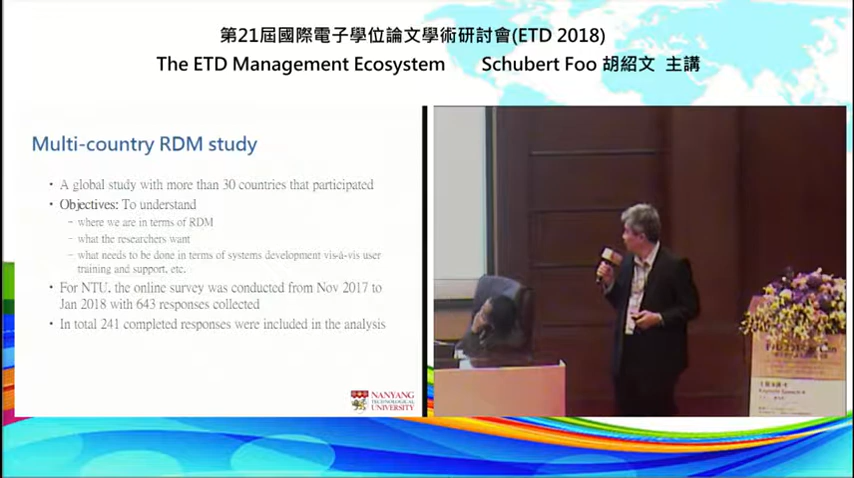 第21屆國際電子學位論文學術研討會(ETD 2018)
The ETD Management Ecosystem Schubert Foo 胡紹文 主講
Multi-country RDM study
• A global study with more than 30 countries that participated
• Objectives: To understand
– where we are in terms of RDM
– what the researchers want
– what needs to be done in terms of systems development vis-á-vis user
training and support, etc.
• For NTU, the online survey was conducted from Nov 2017 to
Jan 2018 with 643 responses collected
• In total 241 completed responses were included in the analysis
NANYANG
TECHNOLOGICAL
UNIVERSITY